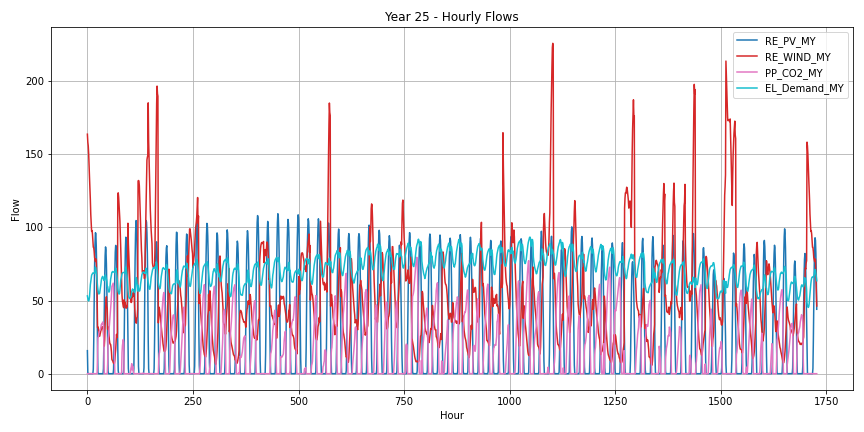 Year 25 - Hourly Flows
RE_PV_MY
RE_WIND_MY
PP_CO2_MY
EL_Demand_MY
Flow
200
150
100
50
0
0 250 500 750 1000 1250 1500 1750
Hour